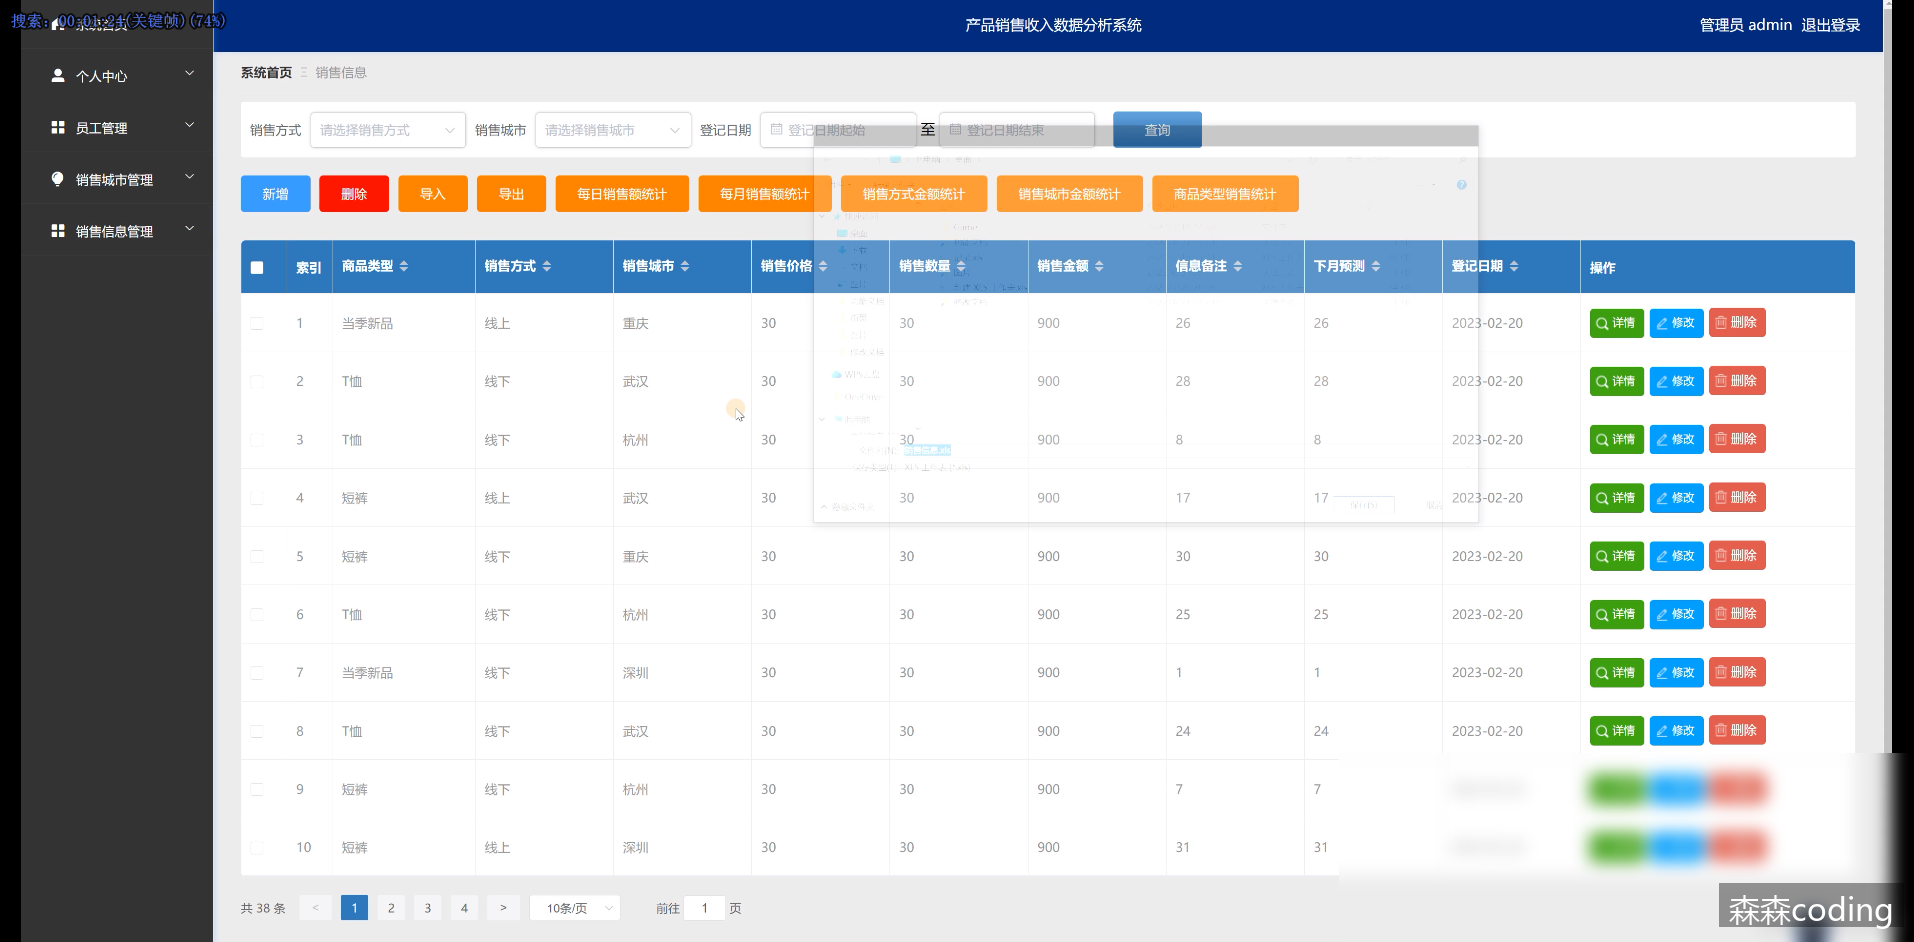 搜索: 00:01:24(关键帧)(74%)
系统首页
产品销售收入数据分析系统
管理员 admin 退出登录
个人中心
员工管理
销售城市管理
销售信息管理
系统首页 销售信息
销售方式 请选择销售方式 销售城市 请选择销售城市 登记日期 登记日期起始 至 登记日期结束 查询
新增 删除 导入 导出 每日销售额统计 每月销售额统计 销售方式金额统计 销售城市金额统计 商品类型销售统计
索引 商品类型 销售方式 销售城市 销售价格 销售数量 销售金额 信息备注 下月预测 登记日期 操作
1 当季新品 线上 重庆 30 30 900 26 26 2023-02-20 详情 修改 删除
2 T恤 线下 武汉 30 30 900 28 28 2023-02-20 详情 修改 删除
3 T恤 线下 杭州 30 30 900 8 8 2023-02-20 详情 修改 删除
4 短裤 线上 武汉 30 30 900 17 17 2023-02-20 详情 修改 删除
5 短裤 线下 重庆 30 30 900 30 30 2023-02-20 详情 修改 删除
6 T恤 线下 杭州 30 30 900 25 25 2023-02-20 详情 修改 删除
7 当季新品 线下 深圳 30 30 900 1 1 2023-02-20 详情 修改 删除
8 T恤 线下 武汉 30 30 900 24 24 2023-02-20 详情 修改 删除
9 短裤 线下 杭州 30 30 900 7 7
10 短裤 线上 深圳 30 30 900 31 31
共 38 条 < 1 2 3 4 > 10条/页 前往 1 页
森森coding